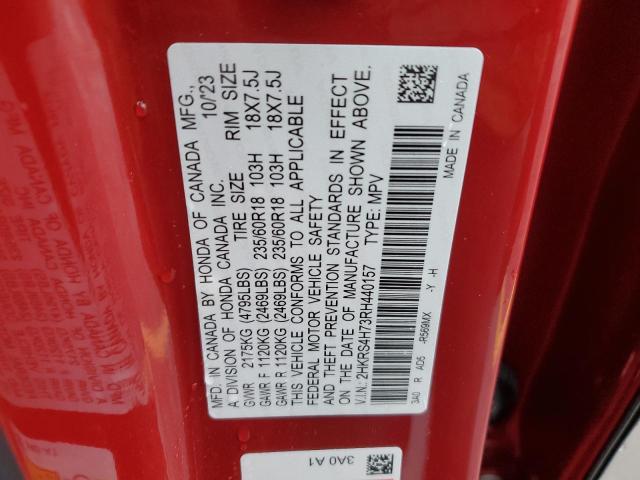 MFD. IN CANADA BY HONDA OF CANADA MFG.,
A DIVISION OF HONDA CANADA INC. 10/23
TIRE SIZE RIM SIZE
GVWR 2175KG (4795LBS)
GAWR F 1120KG (2469LBS) 235/60R18 103H 18X7.5J
GAWR R 1120KG (2469LBS) 235/60R18 103H 18X7.5J
THIS VEHICLE CONFORMS TO ALL APPLICABLE
FEDERAL MOTOR VEHICLE SAFETY
AND THEFT PREVENTION STANDARDS IN EFFECT
ON THE DATE OF MANUFACTURE SHOWN ABOVE.
V.I.N.: 2HKRS4H73RH440157 TYPE: MPV
3A0 R AD5 -R569MX -Y -H
MADE IN CANADA
3A0 A1